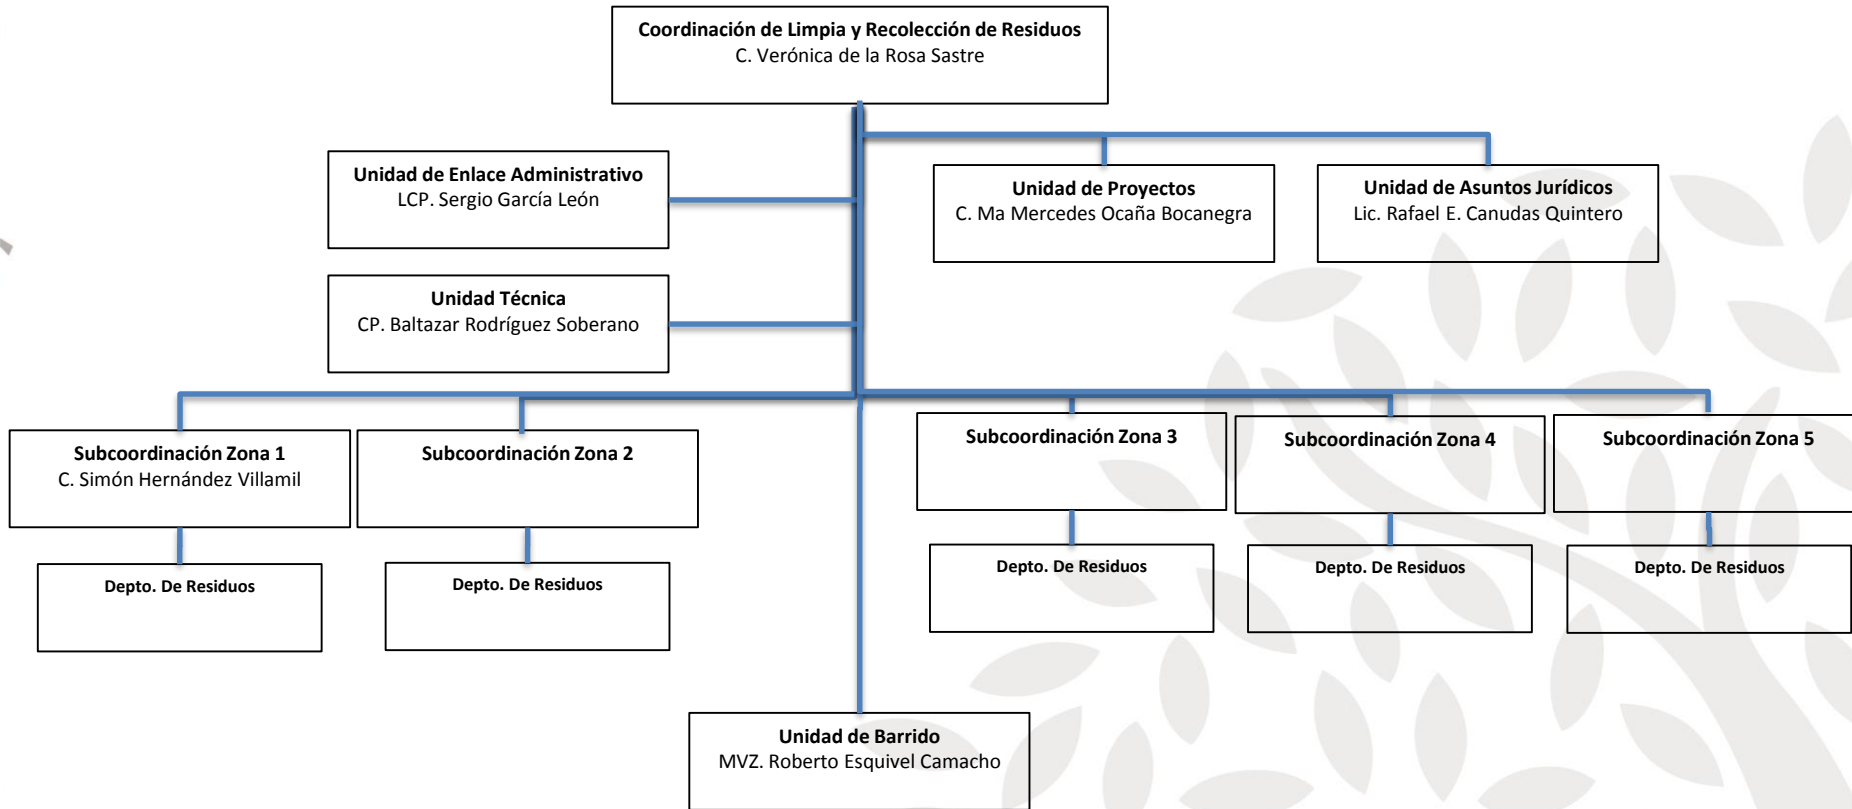 Coordinación de Limpia y Recolección de Residuos
C. Verónica de la Rosa Sastre
Unidad de Enlace Administrativo
LCP. Sergio García León
Unidad de Proyectos
C. Ma Mercedes Ocaña Bocanegra
Unidad de Asuntos Jurídicos
Lic. Rafael E. Canudas Quintero
Unidad Técnica
CP. Baltazar Rodríguez Soberano
Subcoordinación Zona 1
C. Simón Hernández Villamil
Subcoordinación Zona 2
Subcoordinación Zona 3
Subcoordinación Zona 4
Subcoordinación Zona 5
Depto. De Residuos
Depto. De Residuos
Depto. De Residuos
Depto. De Residuos
Depto. De Residuos
Unidad de Barrido
MVZ. Roberto Esquivel Camacho